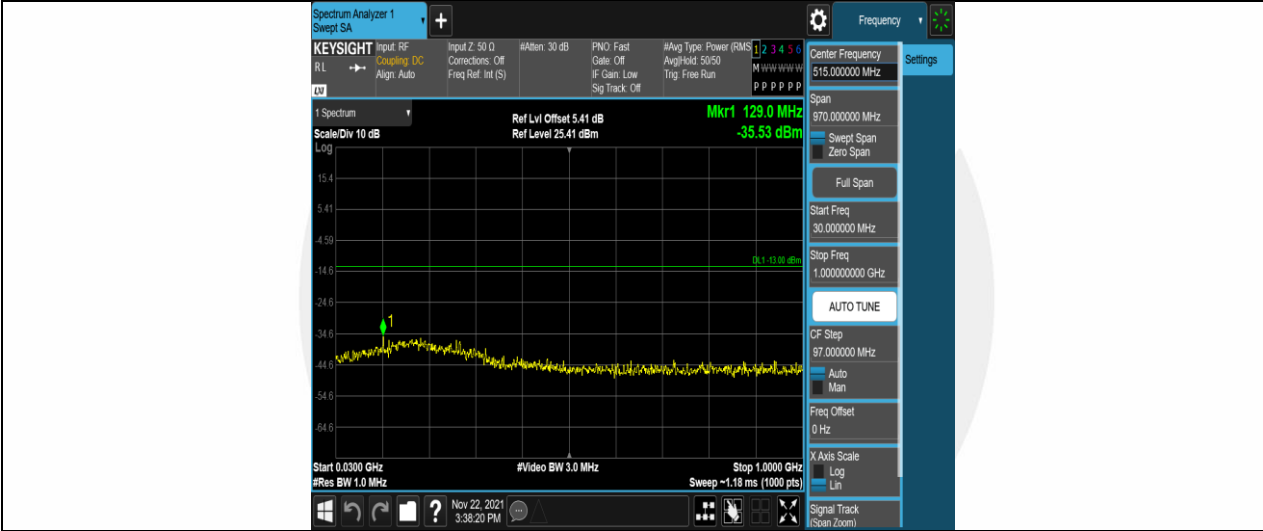 Spectrum Analyzer 1
Swept SA
+
Frequency
KEYSIGHT Input: RF Input Z: 50 Ω #Atten: 30 dB PNO: Fast #Avg Type: Power (RMS 1 2 3 4 5 6
RL Coupling: DC Corrections: Off Gate: Off Avg|Hold: 50/50 M W W W W W
Align: Auto Freq Ref: Int (S) IF Gain: Low Trig: Free Run
Sig Track: Off P P P P P P
LXI
1 Spectrum
Scale/Div 10 dB
Ref Lvl Offset 5.41 dB
Ref Level 25.41 dBm
Mkr1 129.0 MHz
-35.53 dBm
Log
15.4
5.41
-4.59
DL1 -13.00 dBm
-14.6
-24.6
1
-34.6
-44.6
-54.6
-64.6
Start 0.0300 GHz #Video BW 3.0 MHz Stop 1.0000 GHz
#Res BW 1.0 MHz Sweep ~1.18 ms (1000 pts)
?
Nov 22, 2021
3:38:20 PM
Center Frequency
515.000000 MHz
Settings
Span
970.000000 MHz
Swept Span
Zero Span
Full Span
Start Freq
30.000000 MHz
Stop Freq
1.000000000 GHz
AUTO TUNE
CF Step
97.000000 MHz
Auto
Man
Freq Offset
0 Hz
X Axis Scale
Log
Lin
Signal Track
(Span Zoom)